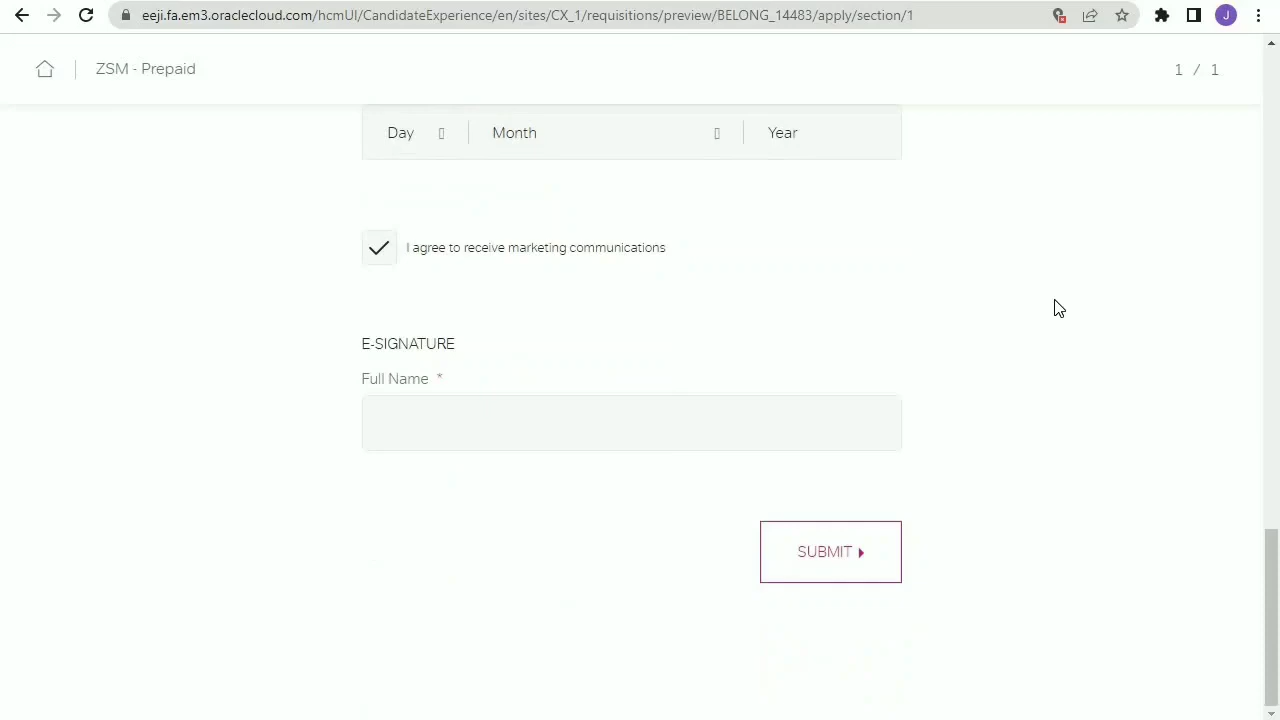 eeji.fa.em3.oraclecloud.com/hcmUI/CandidateExperience/en/sites/CX_1/requisitions/preview/BELONG_14483/apply/section/1
J
ZSM - Prepaid
1 / 1
Day Month Year
I agree to receive marketing communications
E-SIGNATURE
Full Name *
SUBMIT